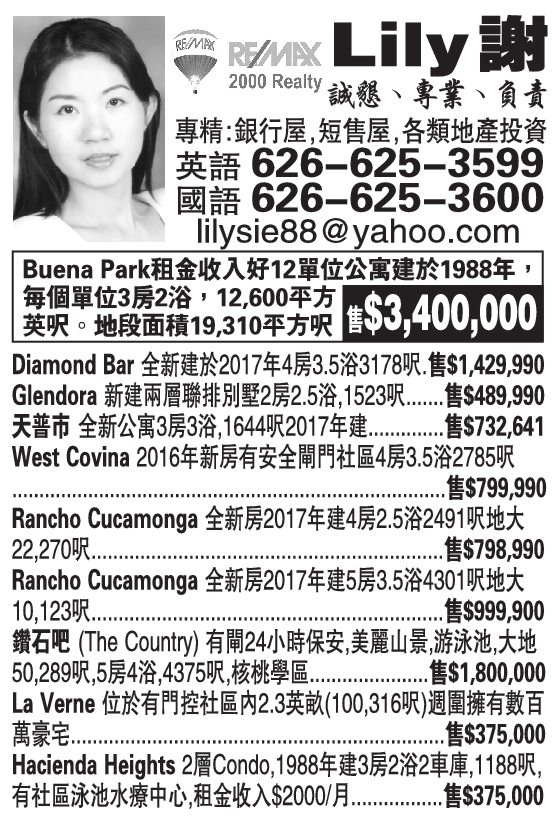 RE/MAX
RE/MAX
2000 Realty
Lily 謝
誠懇、專業、負責
專精:銀行屋,短售屋,各類地產投資
英語 626-625-3599
國語 626-625-3600
lilysie88@yahoo.com
Buena Park租金收入好12單位公寓建於1988年，
每個單位3房2浴，12,600平方
英呎。地段面積19,310平方呎 售$3,400,000
Diamond Bar 全新建於2017年4房3.5浴3178呎.售$1,429,990
Glendora 新建兩層聯排別墅2房2.5浴,1523呎.......售$489,990
天普市 全新公寓3房3浴,1644呎2017年建..............售$732,641
West Covina 2016年新房有安全閘門社區4房3.5浴2785呎
................................................................................售$799,990
Rancho Cucamonga 全新房2017年建4房2.5浴2491呎地大
22,270呎.................................................................售$798,990
Rancho Cucamonga 全新房2017年建5房3.5浴4301呎地大
10,123呎.................................................................售$999,900
鑽石吧 (The Country) 有閘24小時保安,美麗山景,游泳池,大地
50,289呎,5房4浴,4375呎,核桃學區......................售$1,800,000
La Verne 位於有門控社區內2.3英畝(100,316呎)週圍擁有數百
萬豪宅.....................................................................售$375,000
Hacienda Heights 2層Condo,1988年建3房2浴2車庫,1188呎,
有社區泳池水療中心,租金收入$2000/月.................售$375,000